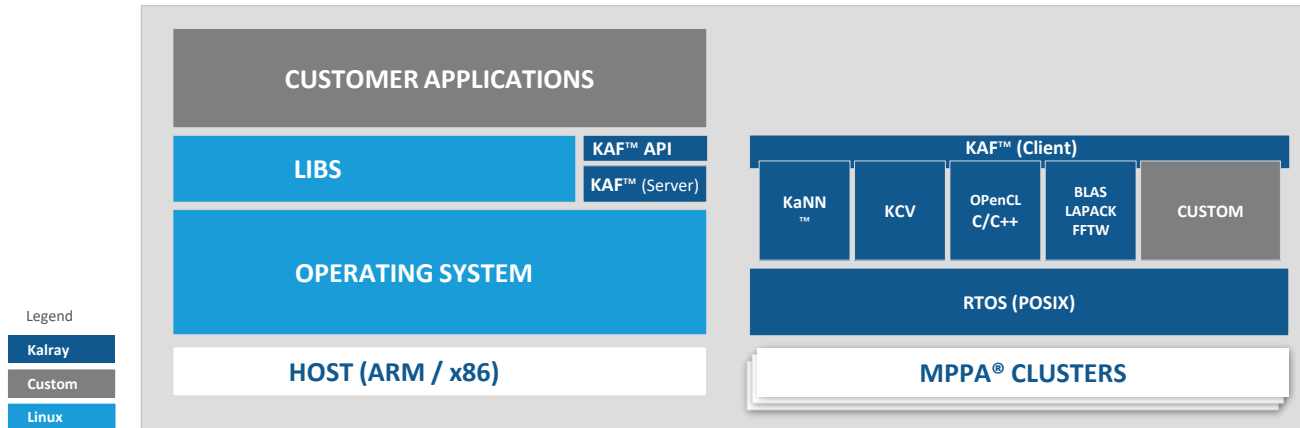 CUSTOMER APPLICATIONS
LIBS
KAF™ API
KAF™ (Server)
OPERATING SYSTEM
HOST (ARM / x86)
KAF™ (Client)
KaNN
™
KCV
OPenCL
C/C++
BLAS
LAPACK
FFTW
CUSTOM
RTOS (POSIX)
MPPA® CLUSTERS
Legend
Kalray
Custom
Linux